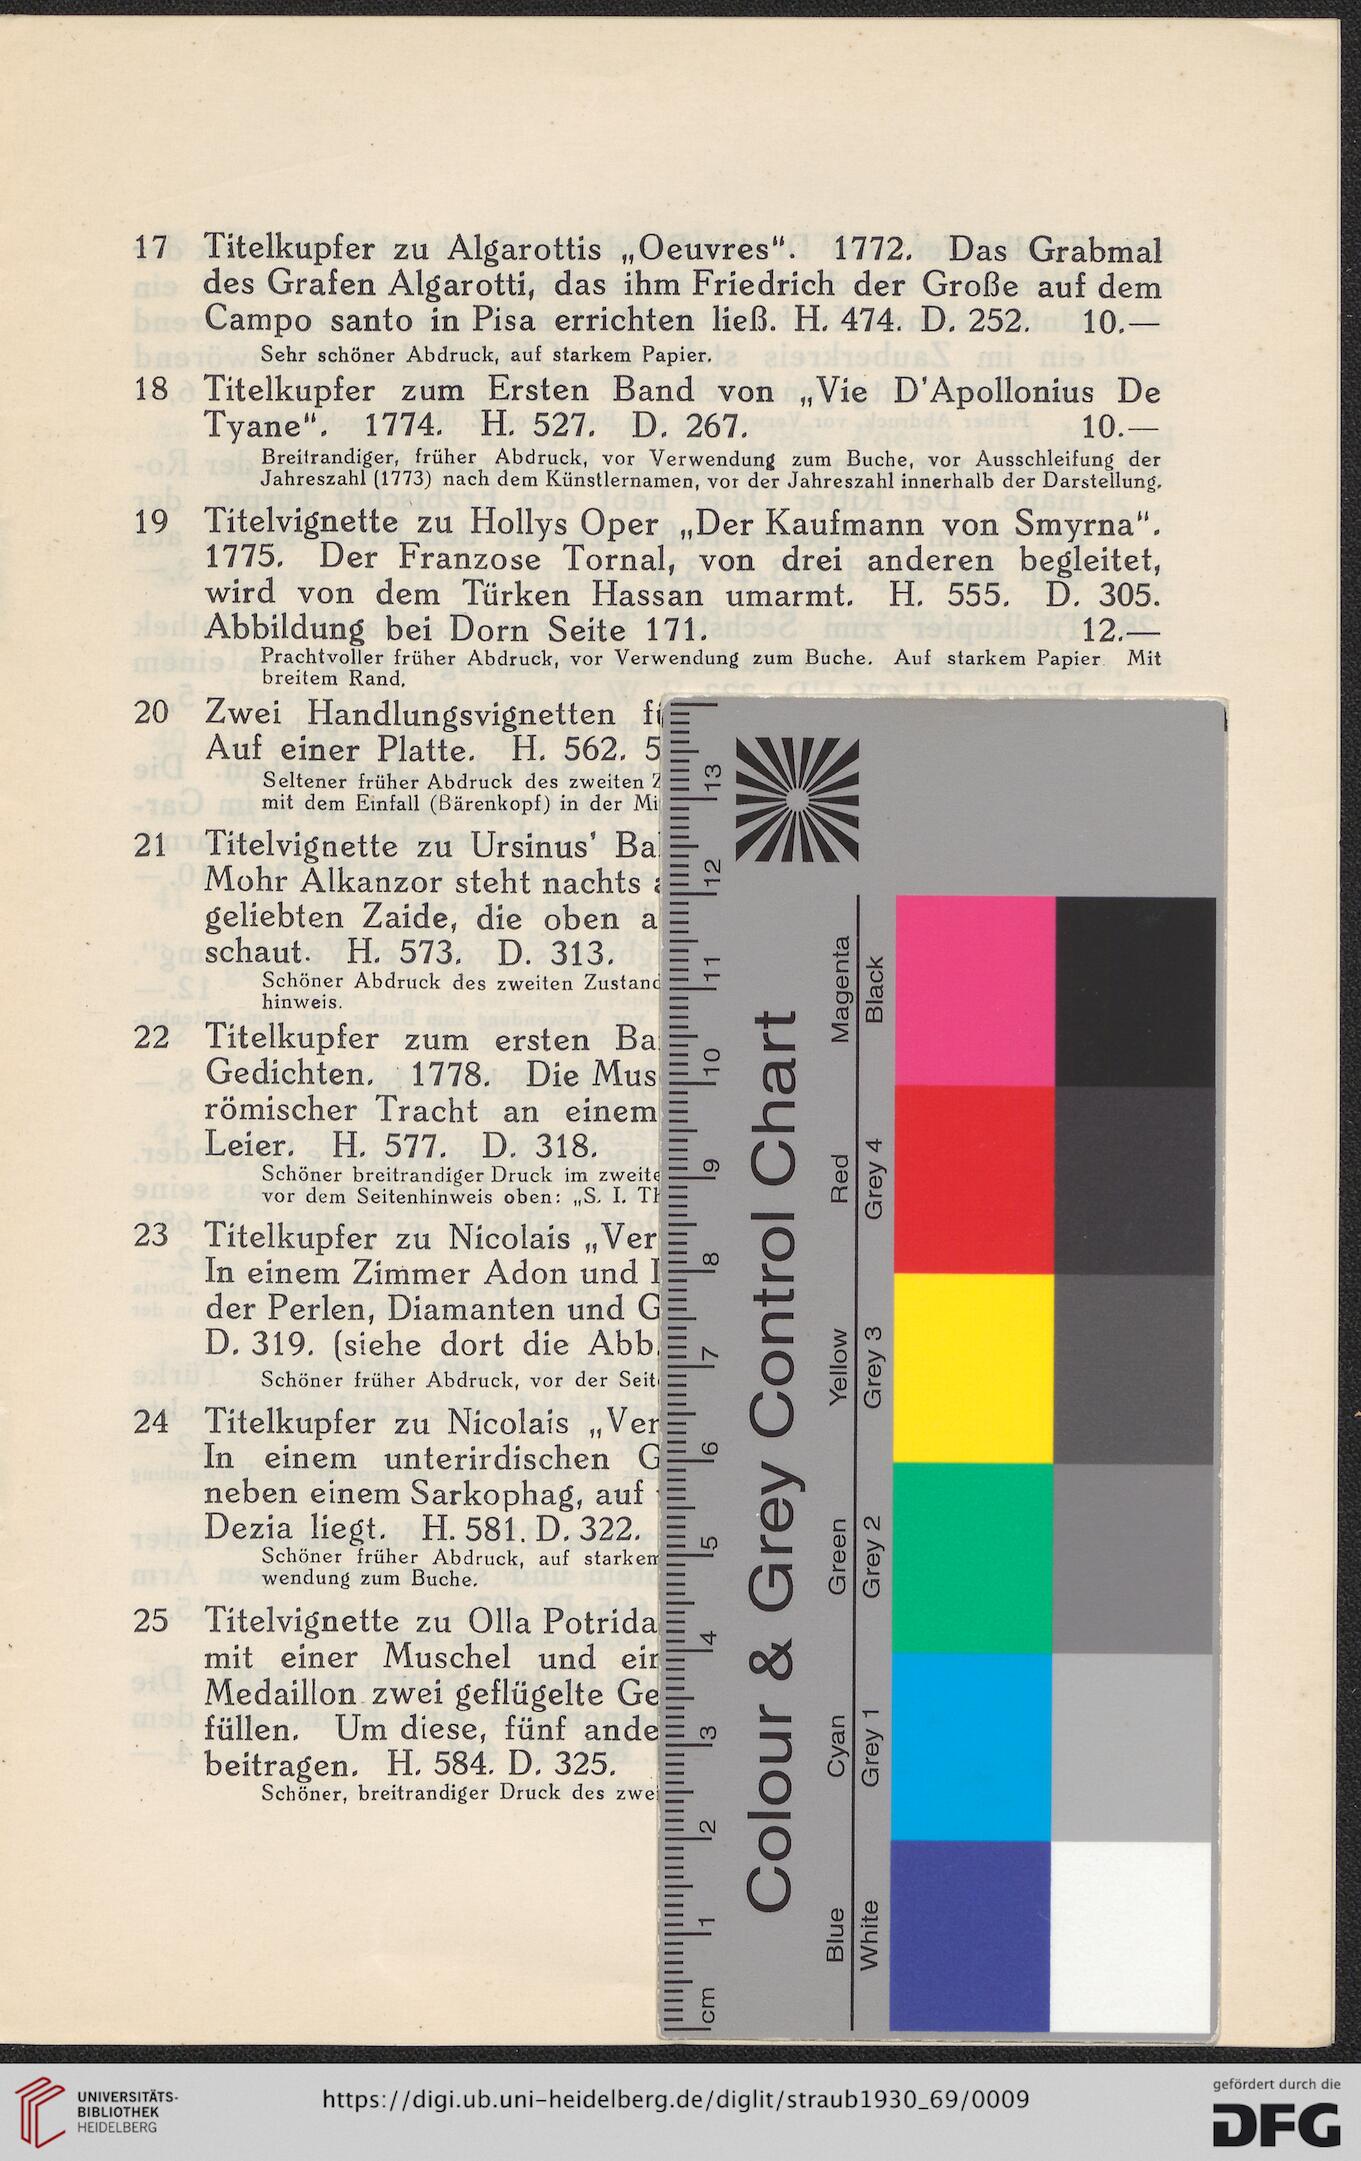 17 Titelkupfer zu Algarottis „Oeuvres“. 1772. Das Grabmal
des Grafen Algarotti, das ihm Friedrich der Große auf dem
Campo santo in Pisa errichten ließ. H. 474. D. 252. 10.—
Sehr schöner Abdruck, auf starkem Papier.
18 Titelkupfer zum Ersten Band von „Vie D'Apollonius De
Tyane“. 1774. H. 527. D. 267. 10.—
Breitrandiger, früher Abdruck, vor Verwendung zum Buche, vor Ausschleifung der
Jahreszahl (1773) nach dem Künstlernamen, vor der Jahreszahl innerhalb der Darstellung.
19 Titelvignette zu Hollys Oper „Der Kaufmann von Smyrna“.
1775. Der Franzose Tornal, von drei anderen begleitet,
wird von dem Türken Hassan umarmt. H. 555. D. 305.
Abbildung bei Dorn Seite 171. 12.—
Prachtvoller früher Abdruck, vor Verwendung zum Buche. Auf starkem Papier. Mit
breitem Rand.
20 Zwei Handlungsvignetten
Auf einer Platte. H. 562. 5
Seltener früher Abdruck des zweiten
mit dem Einfall (Bärenkopf) in der
21 Titelvignette zu Ursinus'
Mohr Alkanzor steht nachts
geliebten Zaide, die oben a
schaut. H. 573. D. 313.
Schöner Abdruck des zweiten
hinweis.
22 Titelkupfer zum ersten
Gedichten. 1778. Die Mus
römischer Tracht an einem
Leier. H. 577. D. 318.
Schöner breitrandiger Druck im zweite
vor dem Seitenhinweis oben: „S. I.
23 Titelkupfer zu Nicolais „Ver
In einem Zimmer Adon und
der Perlen, Diamanten und G
D. 319. (siehe dort die Abb.
Schöner früher Abdruck, vor der Seit
24 Titelkupfer zu Nicolais „Ver
In einem unterirdischen G
neben einem Sarkophag, auf
Dezia liegt. H. 581. D. 322.
Schöner früher Abdruck, auf starkem
wendung zum Buche.
25 Titelvignette zu Olla Potrida
mit einer Muschel und ein
Medaillon zwei geflügelte Ge
füllen. Um diese, fünf ande
beitragen. H. 584. D. 325.
Schöner, breitrandiger Druck des zwei
13
12
11
10
9
8
7
6
5
4
3
2
1
cm
Colour & Grey Control Chart
Blue Cyan Green Yellow Red Magenta
White Grey 1 Grey 2 Grey 3 Grey 4 Black
UNIVERSITÄTS-
BIBLIOTHEK
HEIDELBERG
https://digi.ub.uni-heidelberg.de/diglit/straub1930_69/0009
gefördert durch die
DFG